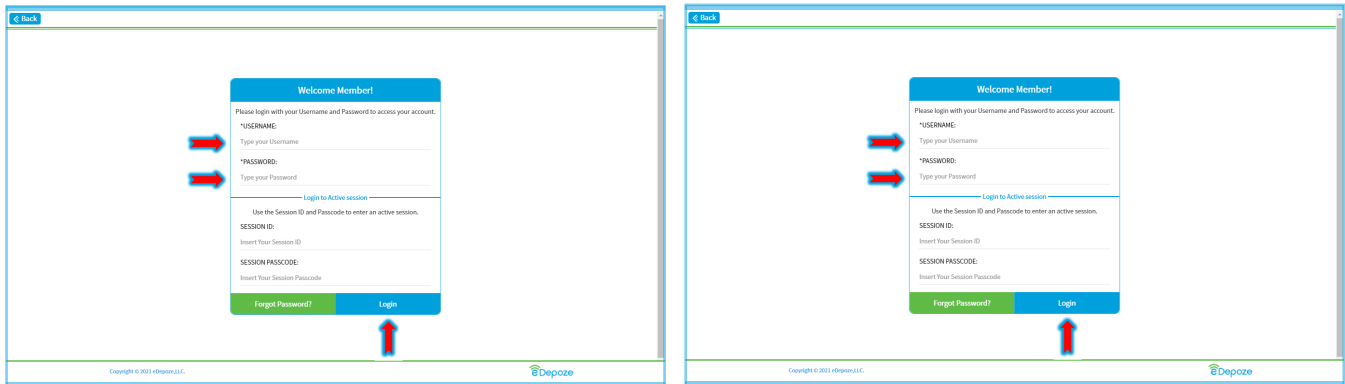 Back
Welcome Member!
Please login with your Username and Password to access your account.
*USERNAME:
Type your Username
*PASSWORD:
Type your Password
Login to Active session
Use the Session ID and Passcode to enter an active session.
SESSION ID:
Insert Your Session ID
SESSION PASSCODE:
Insert Your Session Passcode
Forgot Password? Login
Copyright © 2021 eDepoze,LLC. eDepoze
Back
Welcome Member!
Please login with your Username and Password to access your account.
*USERNAME:
Type your Username
*PASSWORD:
Type your Password
Login to Active session
Use the Session ID and Passcode to enter an active session.
SESSION ID:
Insert Your Session ID
SESSION PASSCODE:
Insert Your Session Passcode
Forgot Password? Login
Copyright © 2021 eDepoze,LLC. eDepoze